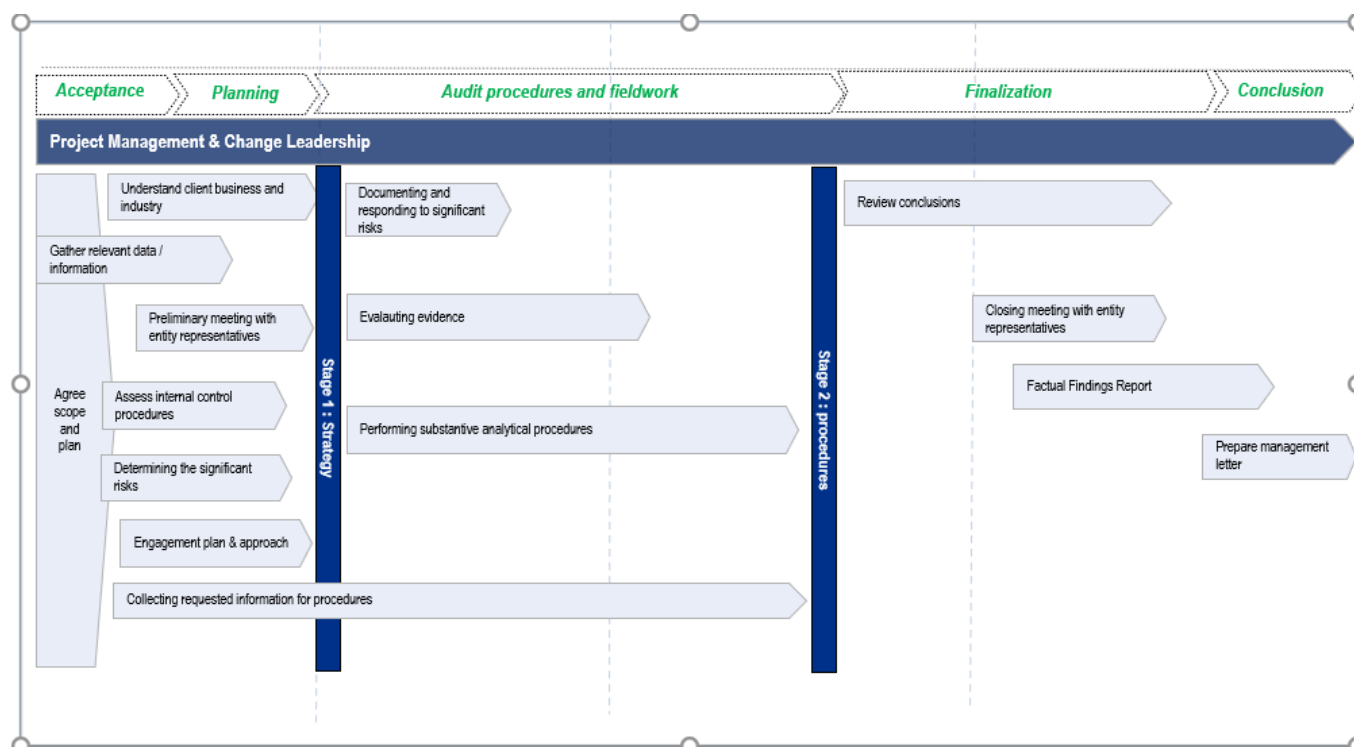 Acceptance
Planning
Audit procedures and fieldwork
Finalization
Conclusion
Project Management & Change Leadership
Understand client business and
industry
Gather relevant data /
information
Preliminary meeting with
entity representatives
Agree
scope
and
plan
Assess internal control
procedures
Determining the significant
risks
Engagement plan & approach
Collecting requested information for procedures
Stage 1 : Strategy
Documenting and
responding to significant
risks
Evalauting evidence
Performing substantive analytical procedures
Stage 2 : procedures
Review conclusions
Closing meeting with entity
representatives
Factual Findings Report
Prepare management
letter